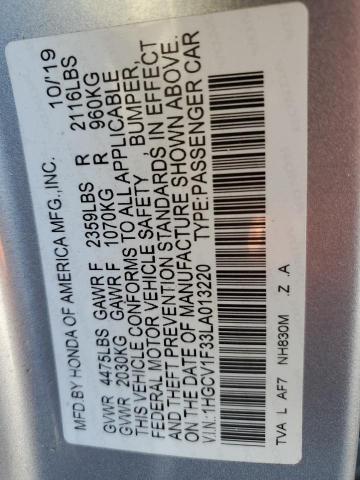 MFD.BY HONDA OF AMERICA MFG.,INC. 10/'19
GVWR 4475LBS GAWR F 2359LBS R 2116LBS
GVWR 2030KG GAWR F 1070KG R 960KG
THIS VEHICLE CONFORMS TO ALL APPLICABLE
FEDERAL MOTOR VEHICLE SAFETY, BUMPER,
AND THEFT PREVENTION STANDARDS IN EFFECT
ON THE DATE OF MANUFACTURE SHOWN ABOVE.
V.I.N.:1HGCV1F33LA013220 TYPE:PASSENGER CAR
TVA L AF7 NH830M .Z .A